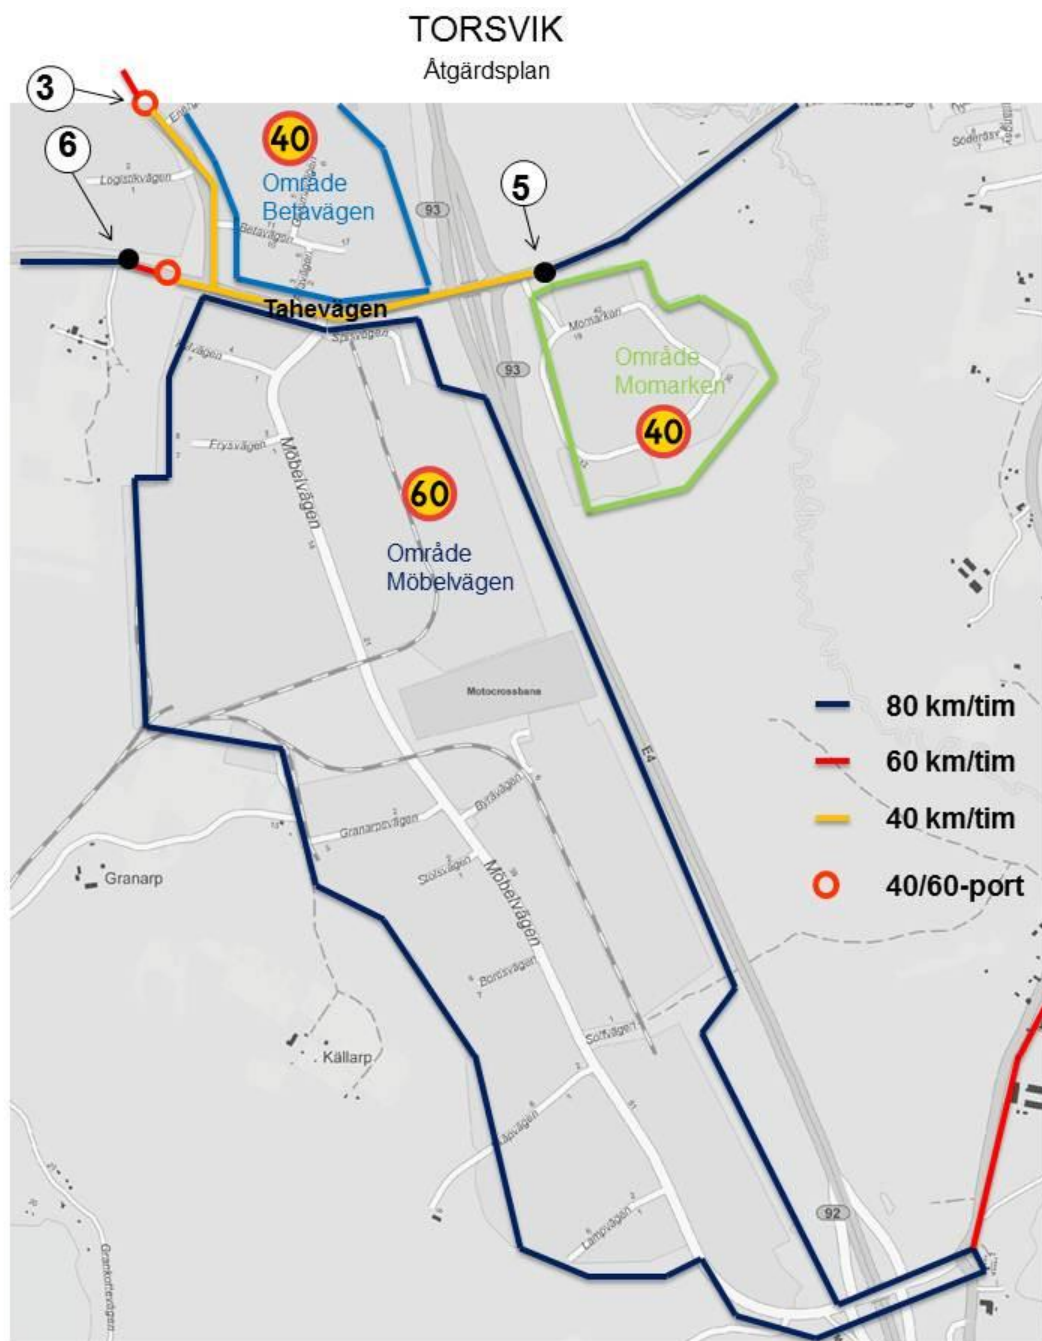 TORSVIK
Åtgärdsplan
3
6
40
Område
Betavägen
Logistikvägen
Betavägen
93
5
Tahevägen
Momarken
93
Område
Momarken
40
Frysvägen
Möbelvägen
60
Område
Möbelvägen
Motocrossbana
E4
80 km/tim
60 km/tim
40 km/tim
40/60-port
Byråvägen
Granarpsvägen
Stolsvägen
Granarp
Möbelvägen
Bordsvägen
Soffvägen
Källarp
Lampvägen
92